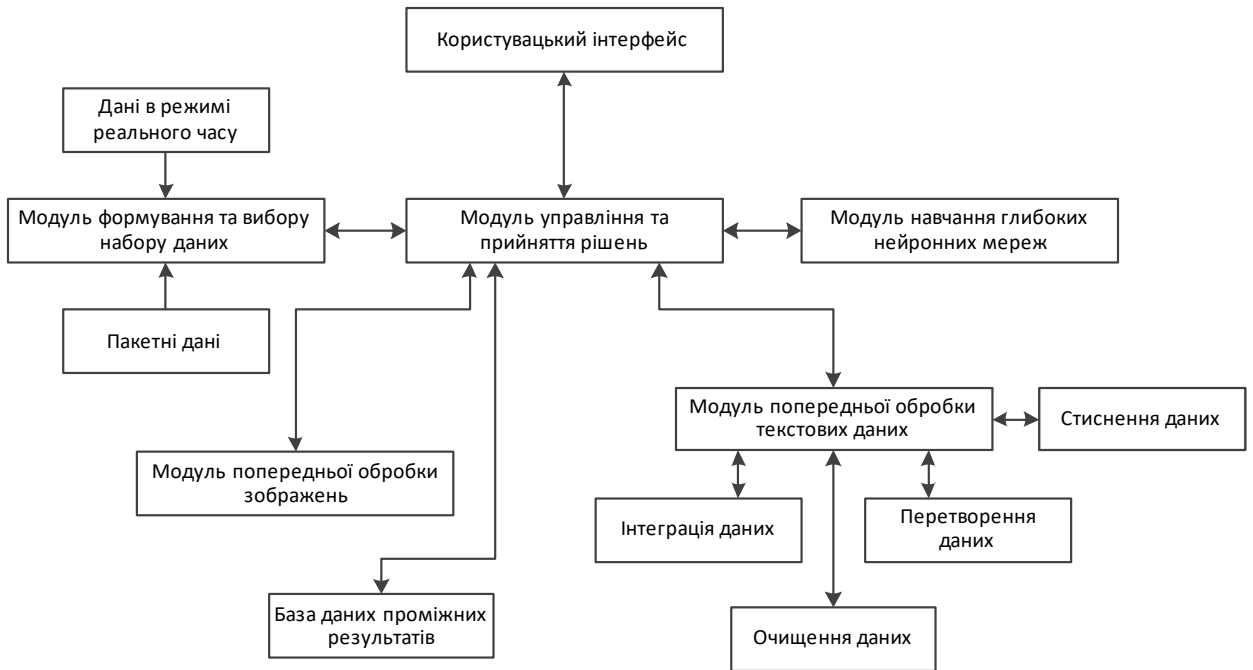 Користувацький інтерфейс
Дані в режимі
реального часу
Модуль формування та вибору
набору даних
Модуль управління та
прийняття рішень
Модуль навчання глибоких
нейронних мереж
Пакетні дані
Модуль попередньої обробки
текстових даних
Стиснення даних
Модуль попередньої обробки
зображень
Інтеграція даних
Перетворення
даних
База даних проміжних
результатів
Очищення даних